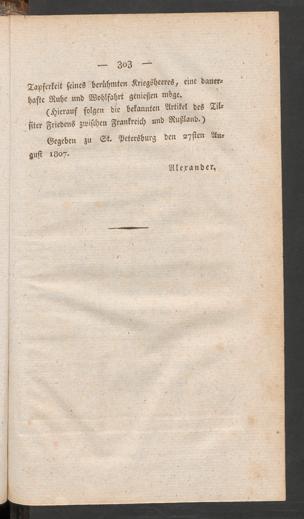 — 303 —
Tapferkeit seines berühmten Kriegsheeres, eine dauer-
hafte Ruhe und Wohlfahrt genießen möge.
(Hierauf folgen die bekannten Artikel des Til-
siter Friedens zwischen Frankreich und Rußland.)
Gegeben zu St. Petersburg den 27sten Au-
gust 1807.
Alexander.